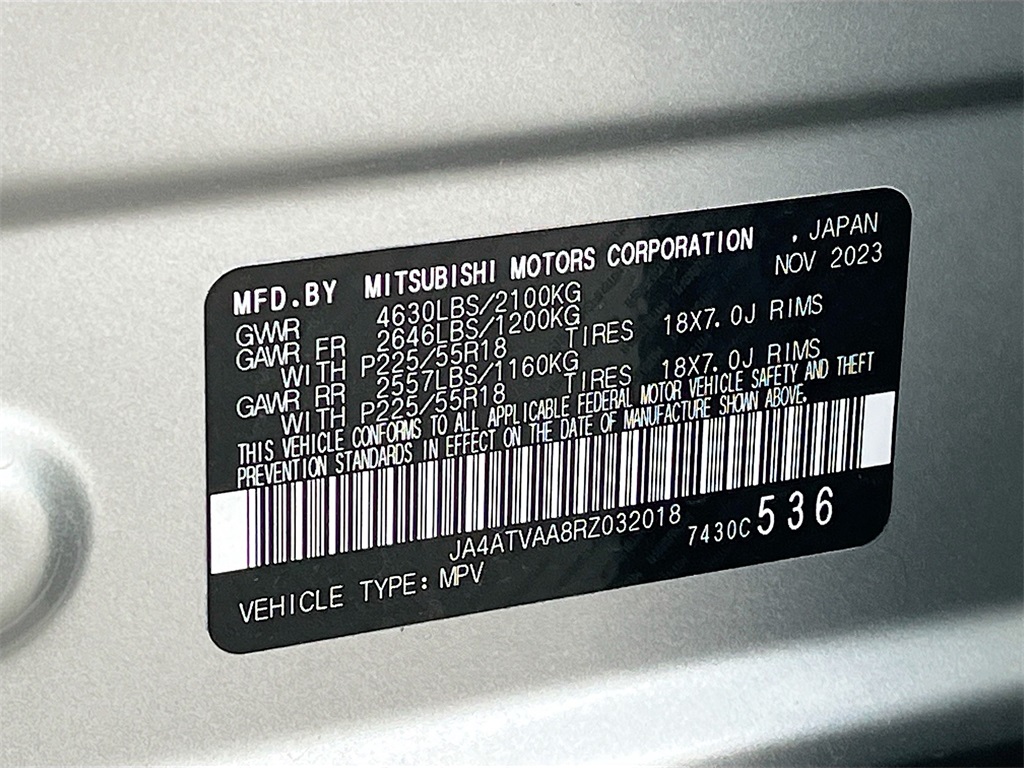 MFD.BY MITSUBISHI MOTORS CORPORATION . JAPAN
NOV 2023
GWWR 4630LBS/2100KG
GAWR FR 2646LBS/1200KG
WITH P225/55R18 TIRES 18X7.0J RIMS
GAWR RR 2557LBS/1160KG
WITH P225/55R18 TIRES 18X7.0J RIMS
THIS VEHICLE CONFORMS TO ALL APPLICABLE FEDERAL MOTOR VEHICLE SAFETY AND THEFT
PREVENTION STANDARDS IN EFFECT ON THE DATE OF MANUFACTURE SHOWN ABOVE.
JA4ATVAA8RZ032018 7430C 536
VEHICLE TYPE: MPV